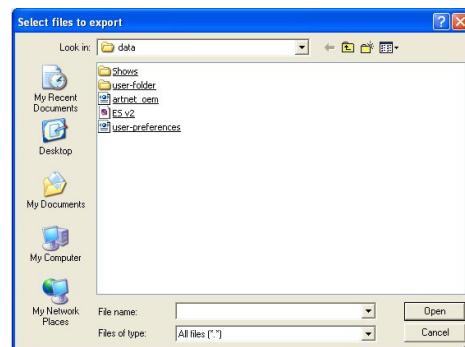 Select files to export
Look in: data
Shows
user-folder
artnet_oem
E5 v2
user-preferences
My Recent
Documents
Desktop
My Documents
My Computer
My Network
Places
File name:
Open
Files of type: All files (*.*)
Cancel